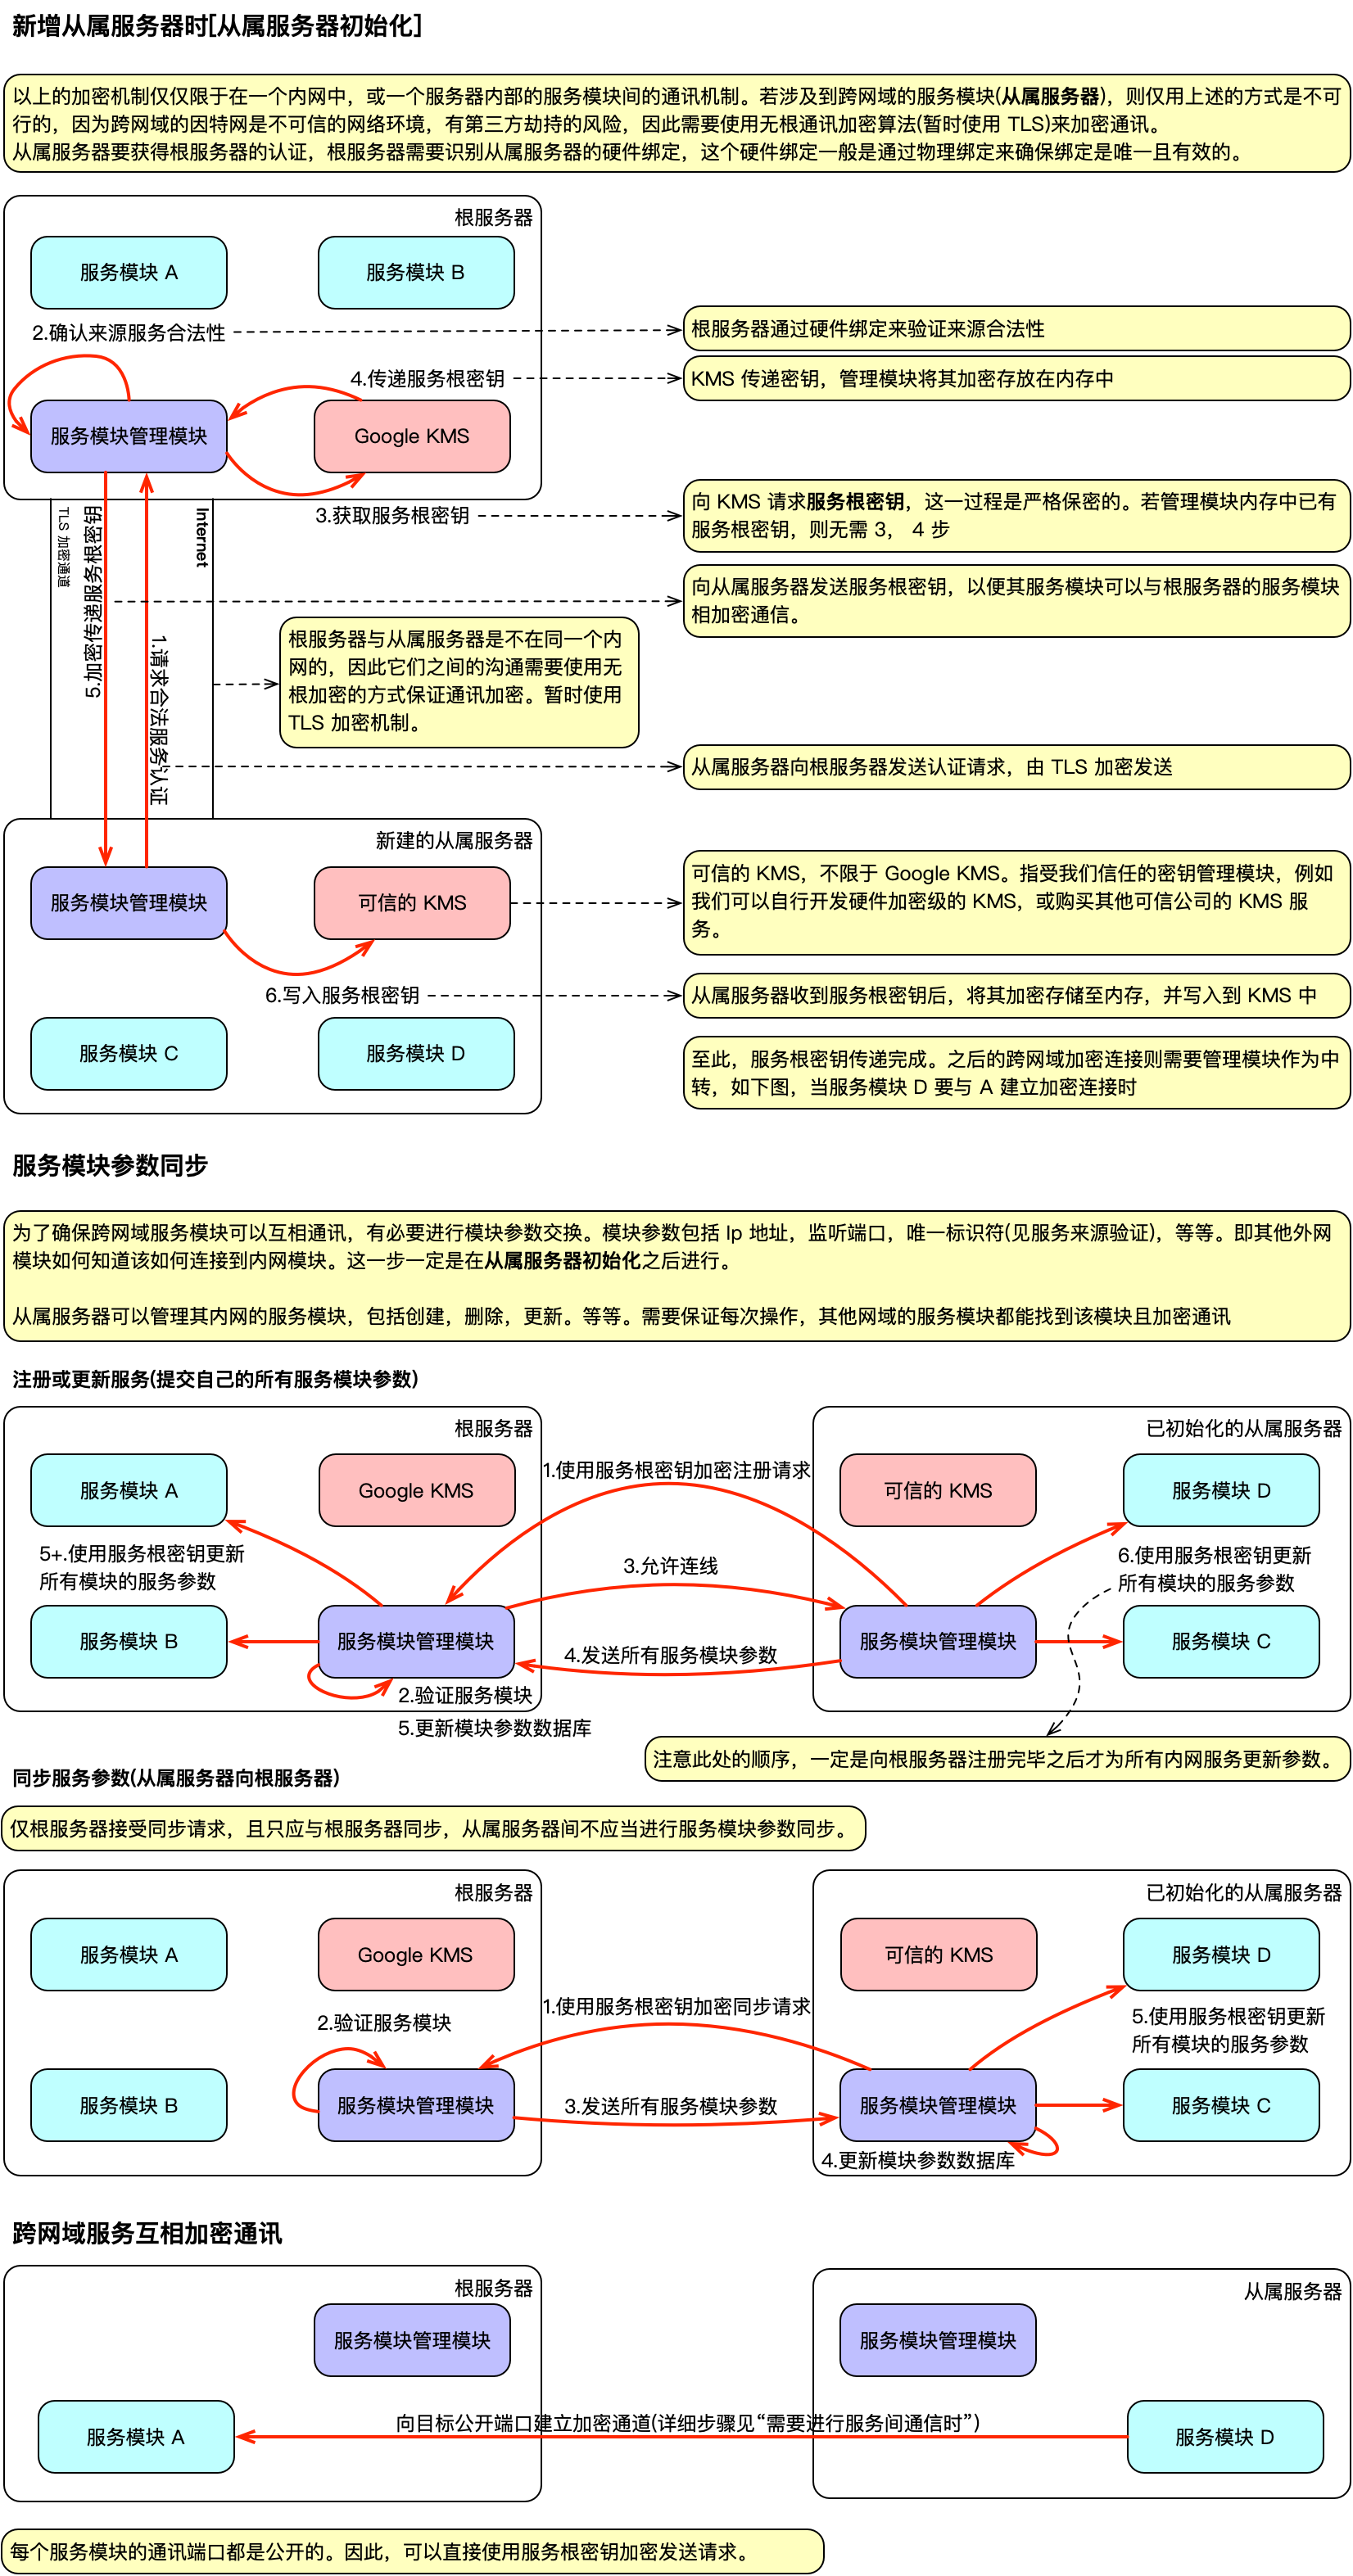 新增从属服务器时[从属服务器初始化]
以上的加密机制仅仅限于在一个内网中，或一个服务器内部的服务模块间的通讯机制。若涉及到跨网域的服务模块(从属服务器)，则仅用上述的方式是不可
行的，因为跨网域的因特网是不可信的网络环境，有第三方劫持的风险，因此需要使用无根通讯加密算法(暂时使用 TLS)来加密通讯。
从属服务器要获得根服务器的认证，根服务器需要识别从属服务器的硬件绑定，这个硬件绑定一般是通过物理绑定来确保绑定是唯一且有效的。
根服务器
服务模块 A
服务模块 B
2.确认来源服务合法性
根服务器通过硬件绑定来验证来源合法性
4.传递服务根密钥
KMS 传递密钥，管理模块将其加密存放在内存中
服务模块管理模块
Google KMS
3.获取服务根密钥
向 KMS 请求服务根密钥，这一过程是严格保密的。若管理模块内存中已有
服务根密钥，则无需 3， 4 步
TLS 加密通道
5.加密传递服务根密钥
Internet
1.请求合法服务认证
向从属服务器发送服务根密钥，以便其服务模块可以与根服务器的服务模块
相加密通信。
根服务器与从属服务器是不在同一个内
网的，因此它们之间的沟通需要使用无
根加密的方式保证通讯加密。暂时使用
TLS 加密机制。
从属服务器向根服务器发送认证请求，由 TLS 加密发送
新建的从属服务器
服务模块管理模块
可信的 KMS
可信的 KMS，不限于 Google KMS。指受我们信任的密钥管理模块，例如
我们可以自行开发硬件加密级的 KMS，或购买其他可信公司的 KMS 服
务。
6.写入服务根密钥
从属服务器收到服务根密钥后，将其加密存储至内存，并写入到 KMS 中
服务模块 C
服务模块 D
至此，服务根密钥传递完成。之后的跨网域加密连接则需要管理模块作为中
转，如下图，当服务模块 D 要与 A 建立加密连接时
服务模块参数同步
为了确保跨网域服务模块可以互相通讯，有必要进行模块参数交换。模块参数包括 Ip 地址，监听端口，唯一标识符(见服务来源验证)，等等。即其他外网
模块如何知道该如何连接到内网模块。这一步一定是在从属服务器初始化之后进行。
从属服务器可以管理其内网的服务模块，包括创建，删除，更新。等等。需要保证每次操作，其他网域的服务模块都能找到该模块且加密通讯
注册或更新服务(提交自己的所有服务模块参数)
根服务器
已初始化的从属服务器
服务模块 A
Google KMS
1.使用服务根密钥加密注册请求
可信的 KMS
服务模块 D
5+.使用服务根密钥更新
所有模块的服务参数
3.允许连线
6.使用服务根密钥更新
所有模块的服务参数
服务模块 B
服务模块管理模块
4.发送所有服务模块参数
服务模块管理模块
服务模块 C
2.验证服务模块
5.更新模块参数数据库
注意此处的顺序，一定是向根服务器注册完毕之后才为所有内网服务更新参数。
同步服务参数(从属服务器向根服务器)
仅根服务器接受同步请求，且只应与根服务器同步，从属服务器间不应当进行服务模块参数同步。
根服务器
已初始化的从属服务器
服务模块 A
Google KMS
可信的 KMS
服务模块 D
1.使用服务根密钥加密同步请求
2.验证服务模块
5.使用服务根密钥更新
所有模块的服务参数
服务模块 B
服务模块管理模块
3.发送所有服务模块参数
服务模块管理模块
服务模块 C
4.更新模块参数数据库
跨网域服务互相加密通讯
根服务器
从属服务器
服务模块管理模块
服务模块管理模块
向目标公开端口建立加密通道(详细步骤见“需要进行服务间通信时”)
服务模块 A
服务模块 D
每个服务模块的通讯端口都是公开的。因此，可以直接使用服务根密钥加密发送请求。